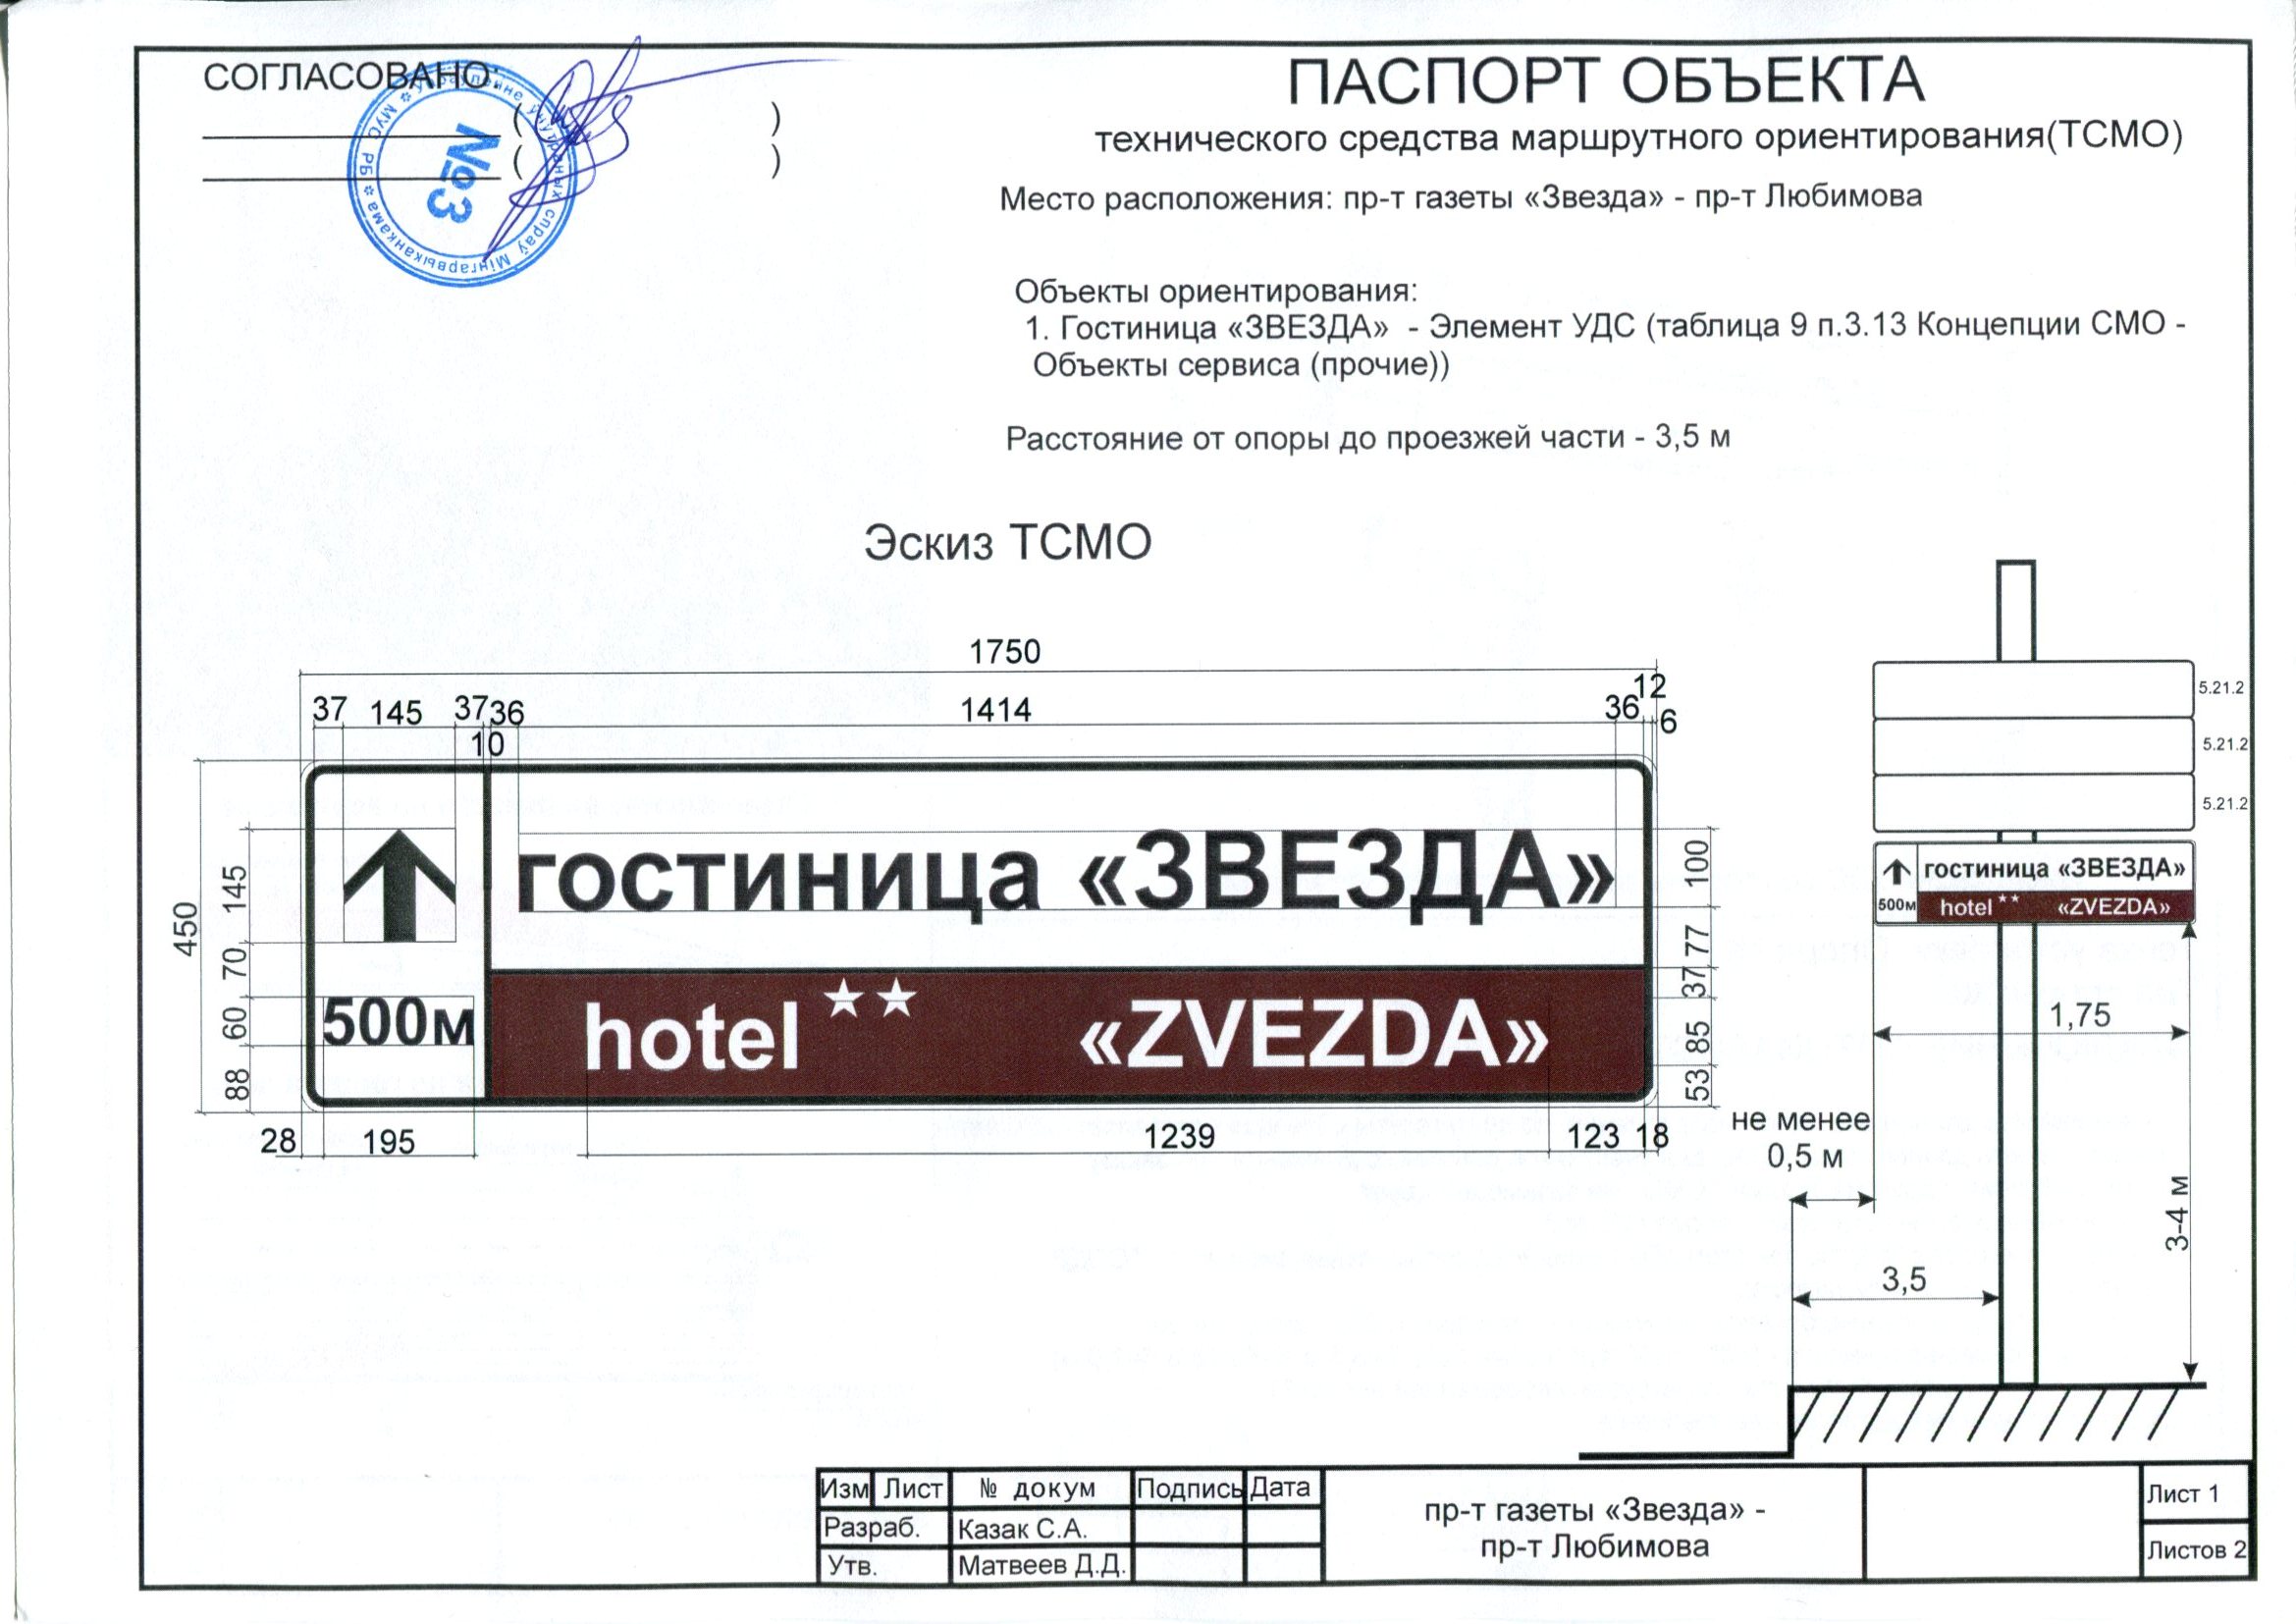 СОГЛАСОВАНО:
( )
( )
Упраўленне ўнутраных спраў Мінгарвыканкама МУС РБ
№3
ПАСПОРТ ОБЪЕКТА
технического средства маршрутного ориентирования(ТСМО)
Место расположения: пр-т газеты «Звезда» - пр-т Любимова
Объекты ориентирования:
1. Гостиница «ЗВЕЗДА» - Элемент УДС (таблица 9 п.3.13 Концепции СМО -
Объекты сервиса (прочие))
Расстояние от опоры до проезжей части - 3,5 м
Эскиз ТСМО
1750
37 145 37 36 1414 36 12
10 6
450
145
70
60
88
гостиница «ЗВЕЗДА»
500м
hotel ★★ «ZVEZDA»
100
77
37
85
53
28 195 1239 123 18
5.21.2
5.21.2
5.21.2
гостиница «ЗВЕЗДА»
500м hotel ★★ «ZVEZDA»
1,75
не менее
0,5 м
3-4 м
3,5
Изм Лист № докум Подпись Дата
Разраб. Казак С.А.
Утв. Матвеев Д.Д.
пр-т газеты «Звезда» -
пр-т Любимова
Лист 1
Листов 2